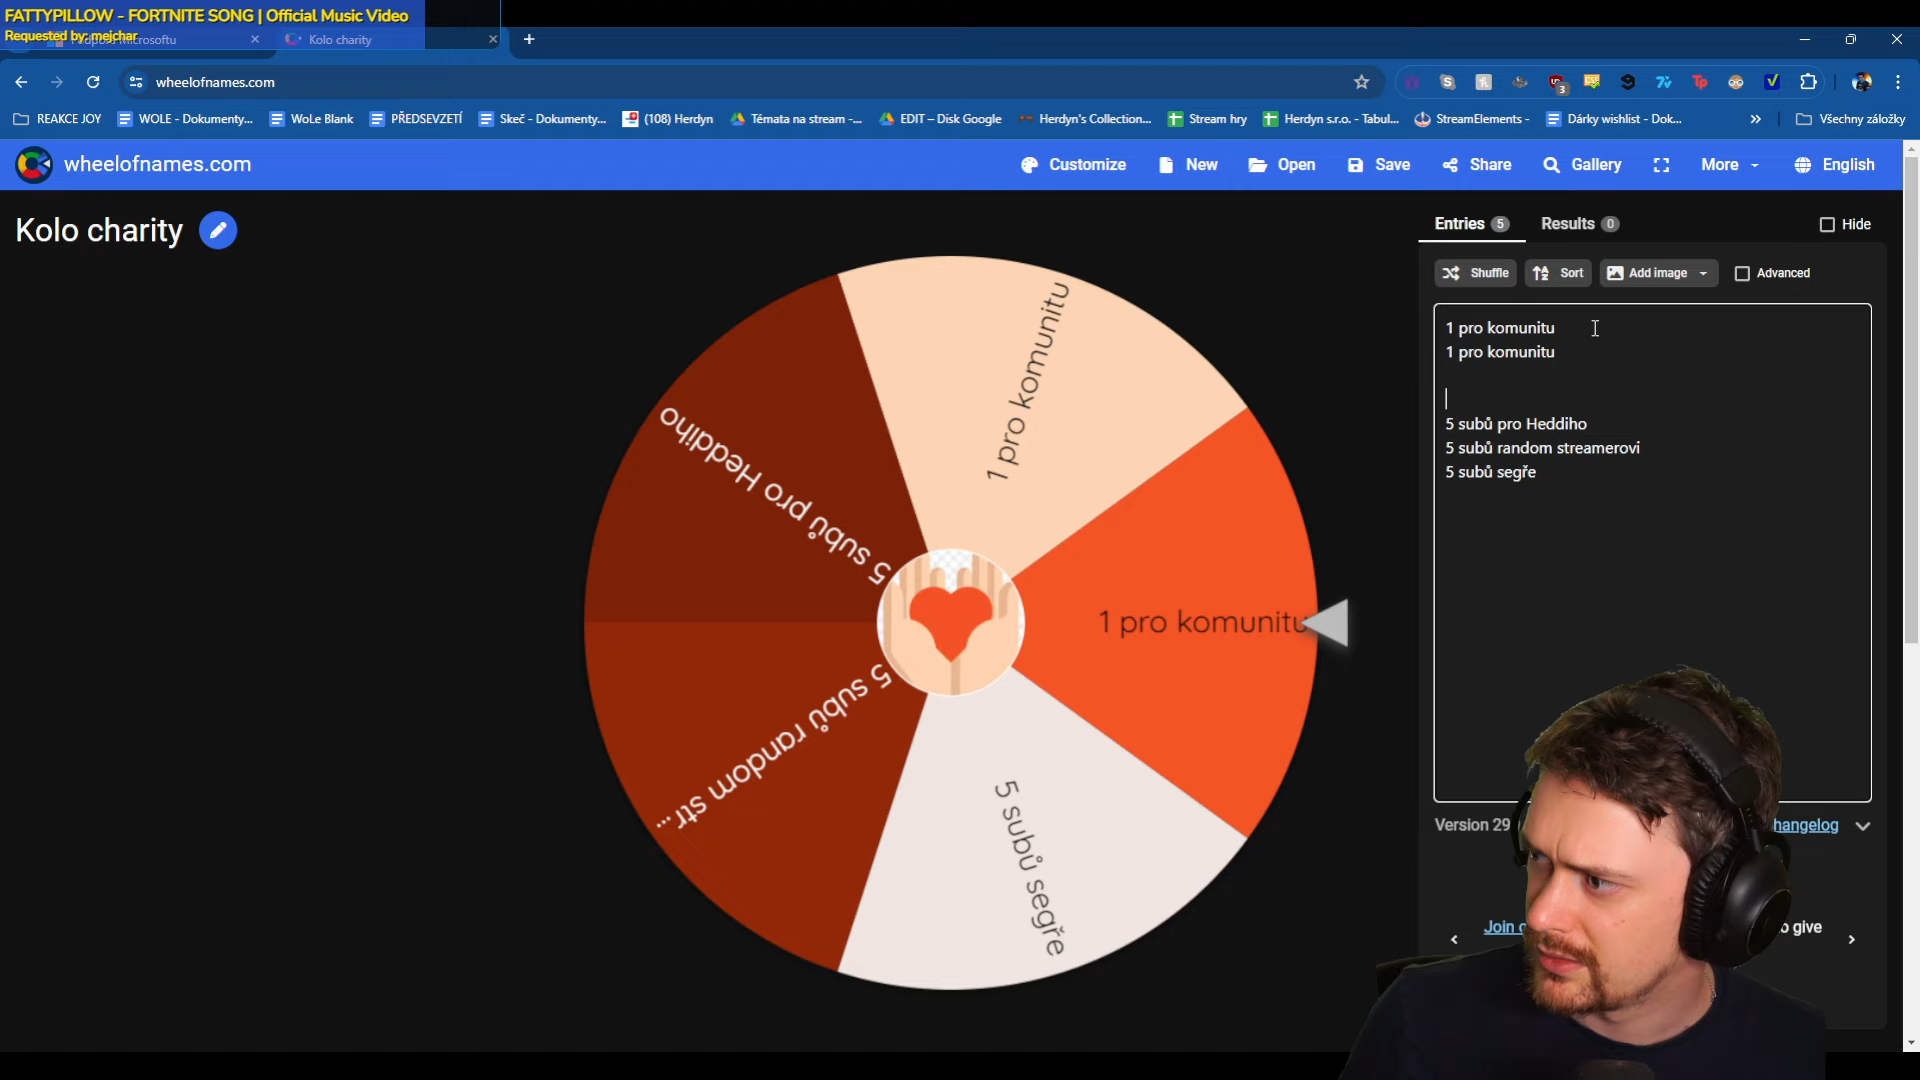 FATTYPILLOW - FORTNITE SONG | Official Music Video
Requested by: mejchar
Kolo charity
wheelofnames.com
REAKCE JOY
WOLE - Dokumenty...
WoLe Blank
PŘEDSEVZETÍ
Skeč - Dokumenty...
(108) Herdyn
Témata na stream -...
EDIT – Disk Google
Herdyn's Collection...
Stream hry
Herdyn s.r.o. - Tabul...
StreamElements -
Dárky wishlist - Dok...
»
Všechny záložky
wheelofnames.com
Customize
New
Open
Save
Share
Gallery
More
English
Kolo charity
Entries 5
Results 0
Hide
Shuffle
Sort
Add image
Advanced
1 pro komunitu
1 pro komunitu
5 subů pro Heddiho
5 subů random streamerovi
5 subů segře
1 pro komunitu
1 pro komunitu
5 subů segře
5 subů random str...
5 subů pro Heddiho
Version 29
hangelog
Join
give